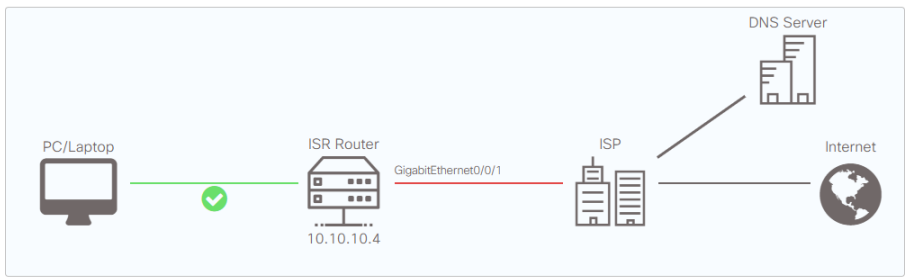 DNS Server
PC/Laptop
ISR Router
GigabitEthernet0/0/1
ISP
Internet
10.10.10.4